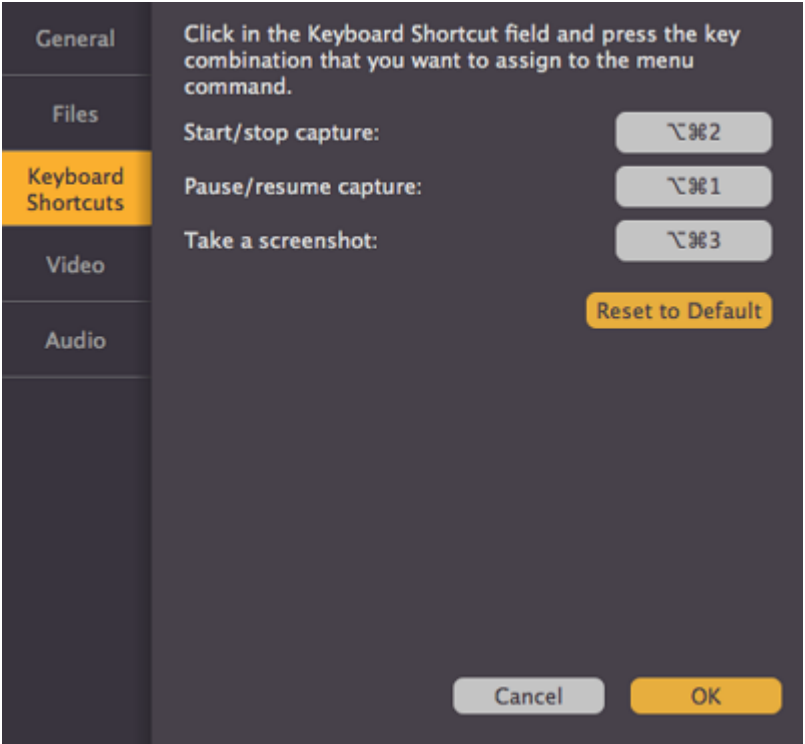 General
Files
Keyboard
Shortcuts
Video
Audio
Click in the Keyboard Shortcut field and press the key
combination that you want to assign to the menu
command.
Start/stop capture: ⌥⌘2
Pause/resume capture: ⌥⌘1
Take a screenshot: ⌥⌘3
Reset to Default
Cancel OK